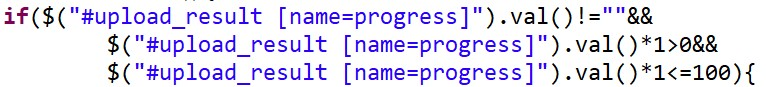 if($("#upload_result [name=progress]").val()!=""&&
$("#upload_result [name=progress]").val()*1>0&&
$("#upload_result [name=progress]").val()*1<=100){